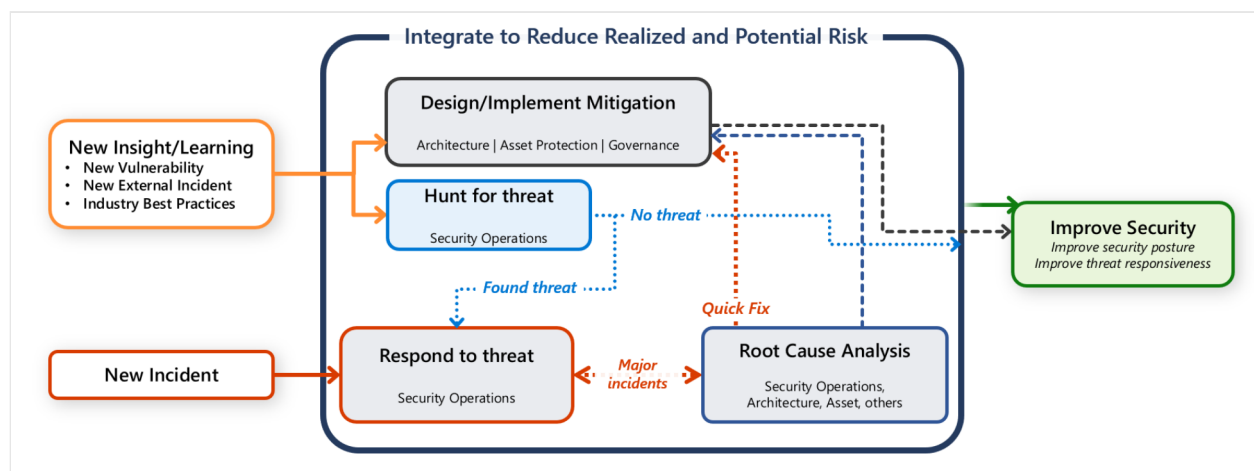 Integrate to Reduce Realized and Potential Risk
Design/Implement Mitigation
Architecture | Asset Protection | Governance
New Insight/Learning
• New Vulnerability
• New External Incident
• Industry Best Practices
Hunt for threat
Security Operations
No threat
Improve Security
Improve security posture
Improve threat responsiveness
Found threat
Quick Fix
Respond to threat
Security Operations
Major
incidents
Root Cause Analysis
Security Operations,
Architecture, Asset, others
New Incident